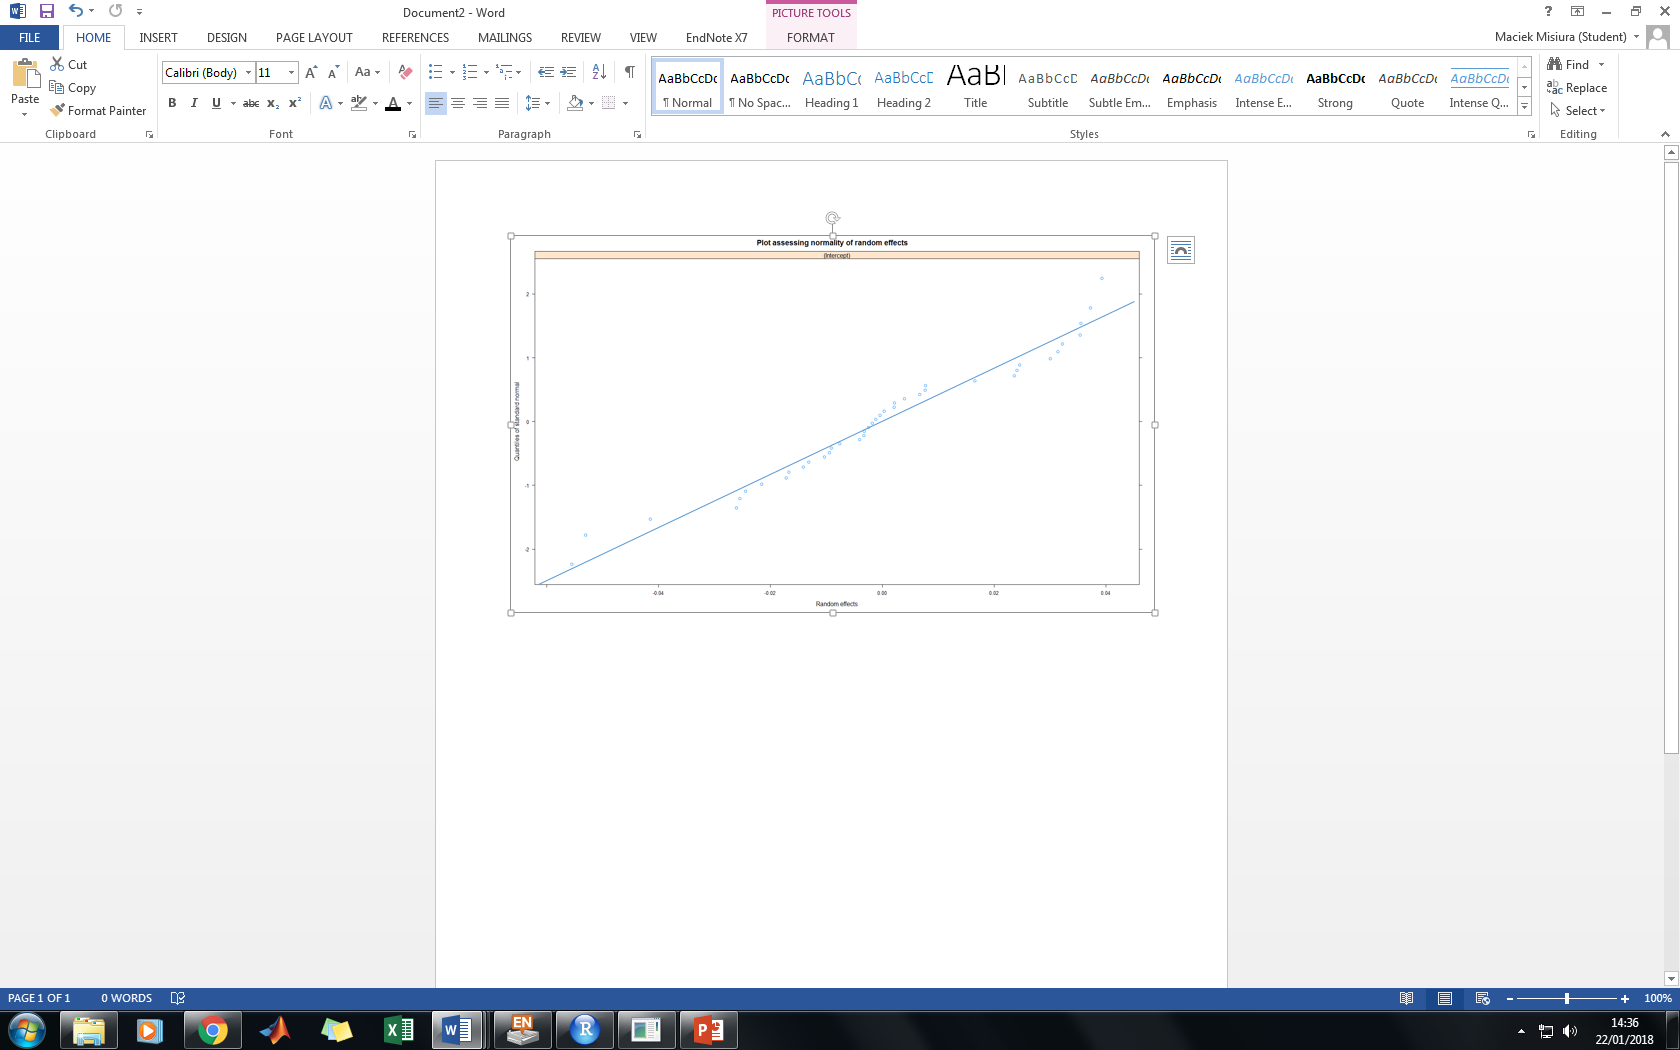 Document2 - Word
PICTURE TOOLS
FILE HOME INSERT DESIGN PAGE LAYOUT REFERENCES MAILINGS REVIEW VIEW EndNote X7 FORMAT
Maciek Misiura (Student)
Paste
Cut
Copy
Format Painter
Clipboard
Calibri (Body) 11
Font
Paragraph
AaBbCcDc AaBbCcDc AaBbCc AaBbCcD AaBl AaBbCcD AaBbCcDc AaBbCcDc AaBbCcDc AaBbCcDc AaBbCcDc AaBbCcDc
¶ Normal ¶ No Spac... Heading 1 Heading 2 Title Subtitle Subtle Em... Emphasis Intense E... Strong Quote Intense Q...
Styles
Find
Replace
Select
Editing
Plot assessing normality of random effects
(Intercept)
Quantiles of standard normal
2
1
0
-1
-2
-0.04 -0.02 0.00 0.02 0.04
Random effects
PAGE 1 OF 1 0 WORDS
100%
EN
14:36
22/01/2018